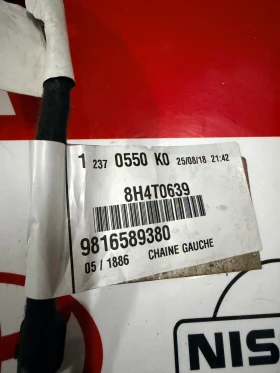 1 237 0550 K0 25/08/18 21:42
8H4T0639
9816589380
05 / 1886 CHAINE GAUCHE
NIS